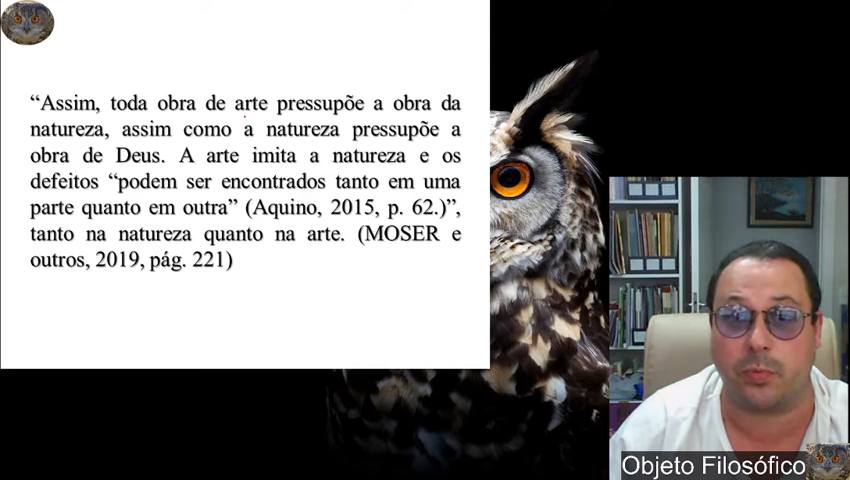 “Assim, toda obra de arte pressupõe a obra da
natureza, assim como a natureza pressupõe a
obra de Deus. A arte imita a natureza e os
defeitos “podem ser encontrados tanto em uma
parte quanto em outra” (Aquino, 2015, p. 62.)”,
tanto na natureza quanto na arte. (MOSER e
outros, 2019, pág. 221)
Objeto Filosófico